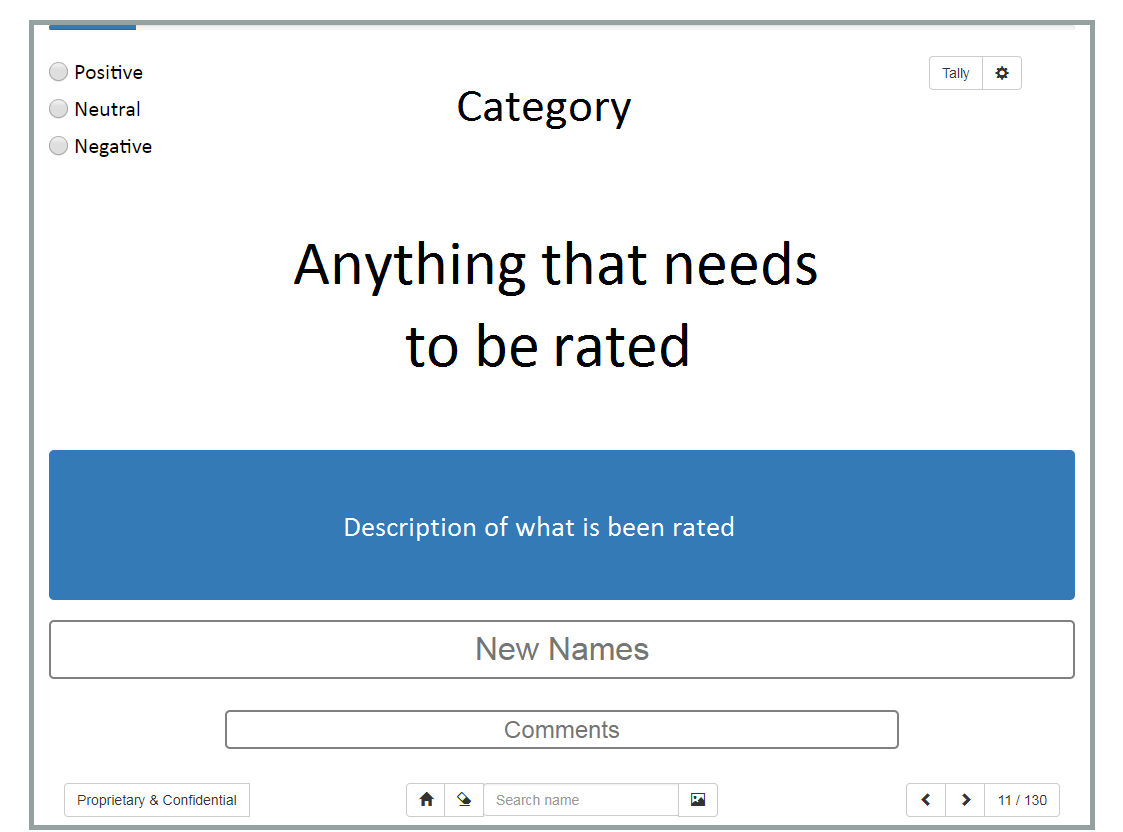 Positive
Neutral
Negative
Category
Tally
Anything that needs
to be rated
Description of what is been rated
New Names
Comments
Proprietary & Confidential
Search name
11 / 130